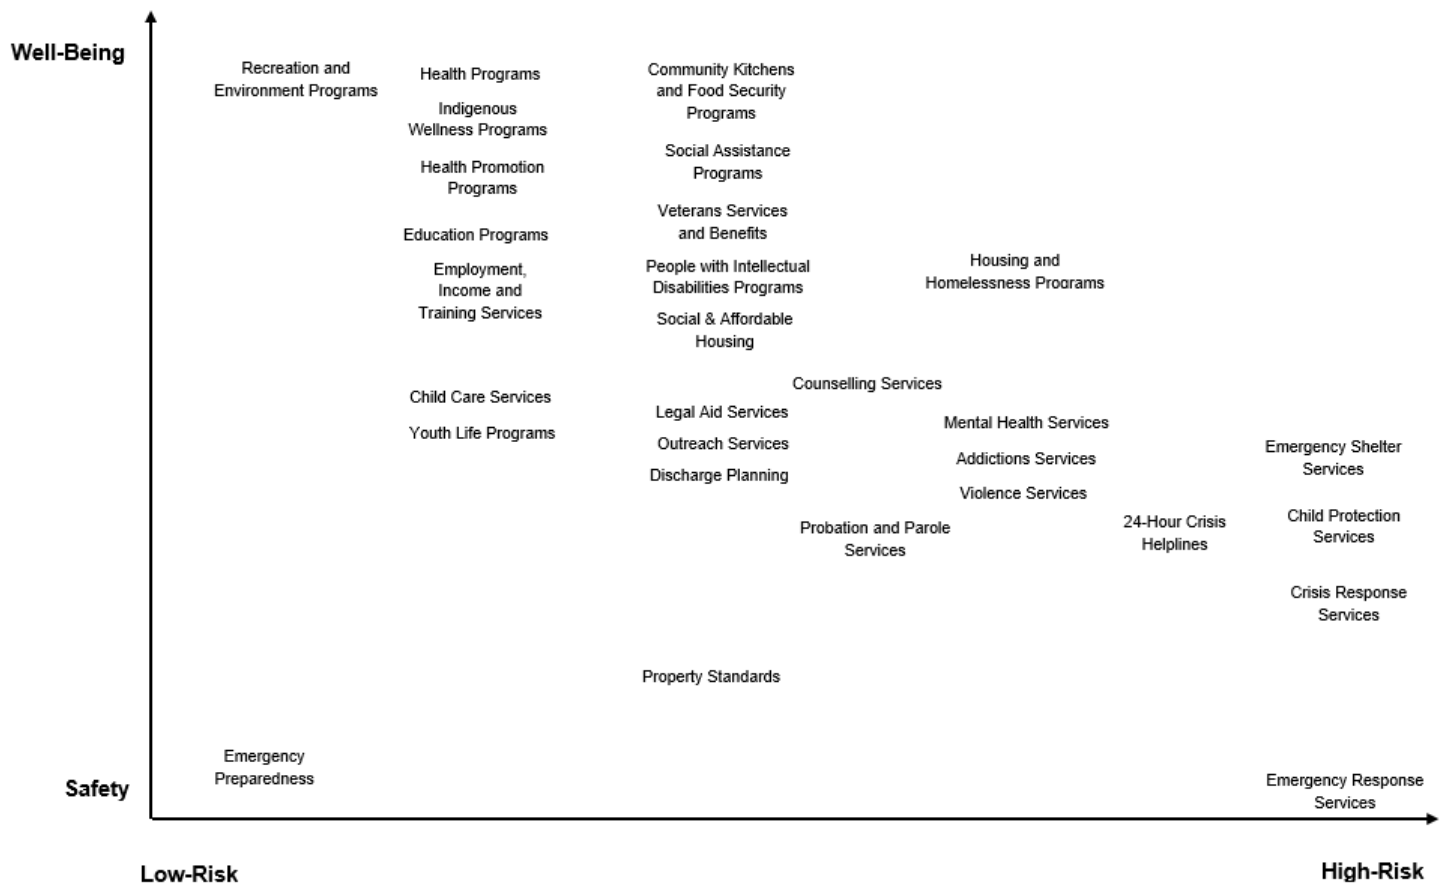 Well-Being
Recreation and
Environment Programs
Health Programs
Indigenous
Wellness Programs
Health Promotion
Programs
Education Programs
Employment,
Income and
Training Services
Child Care Services
Youth Life Programs
Community Kitchens
and Food Security
Programs
Social Assistance
Programs
Veterans Services
and Benefits
People with Intellectual
Disabilities Programs
Social & Affordable
Housing
Housing and
Homelessness Programs
Counselling Services
Legal Aid Services
Outreach Services
Discharge Planning
Mental Health Services
Addictions Services
Violence Services
Probation and Parole
Services
24-Hour Crisis
Helplines
Emergency Shelter
Services
Child Protection
Services
Crisis Response
Services
Property Standards
Emergency
Preparedness
Safety
Emergency Response
Services
Low-Risk
High-Risk